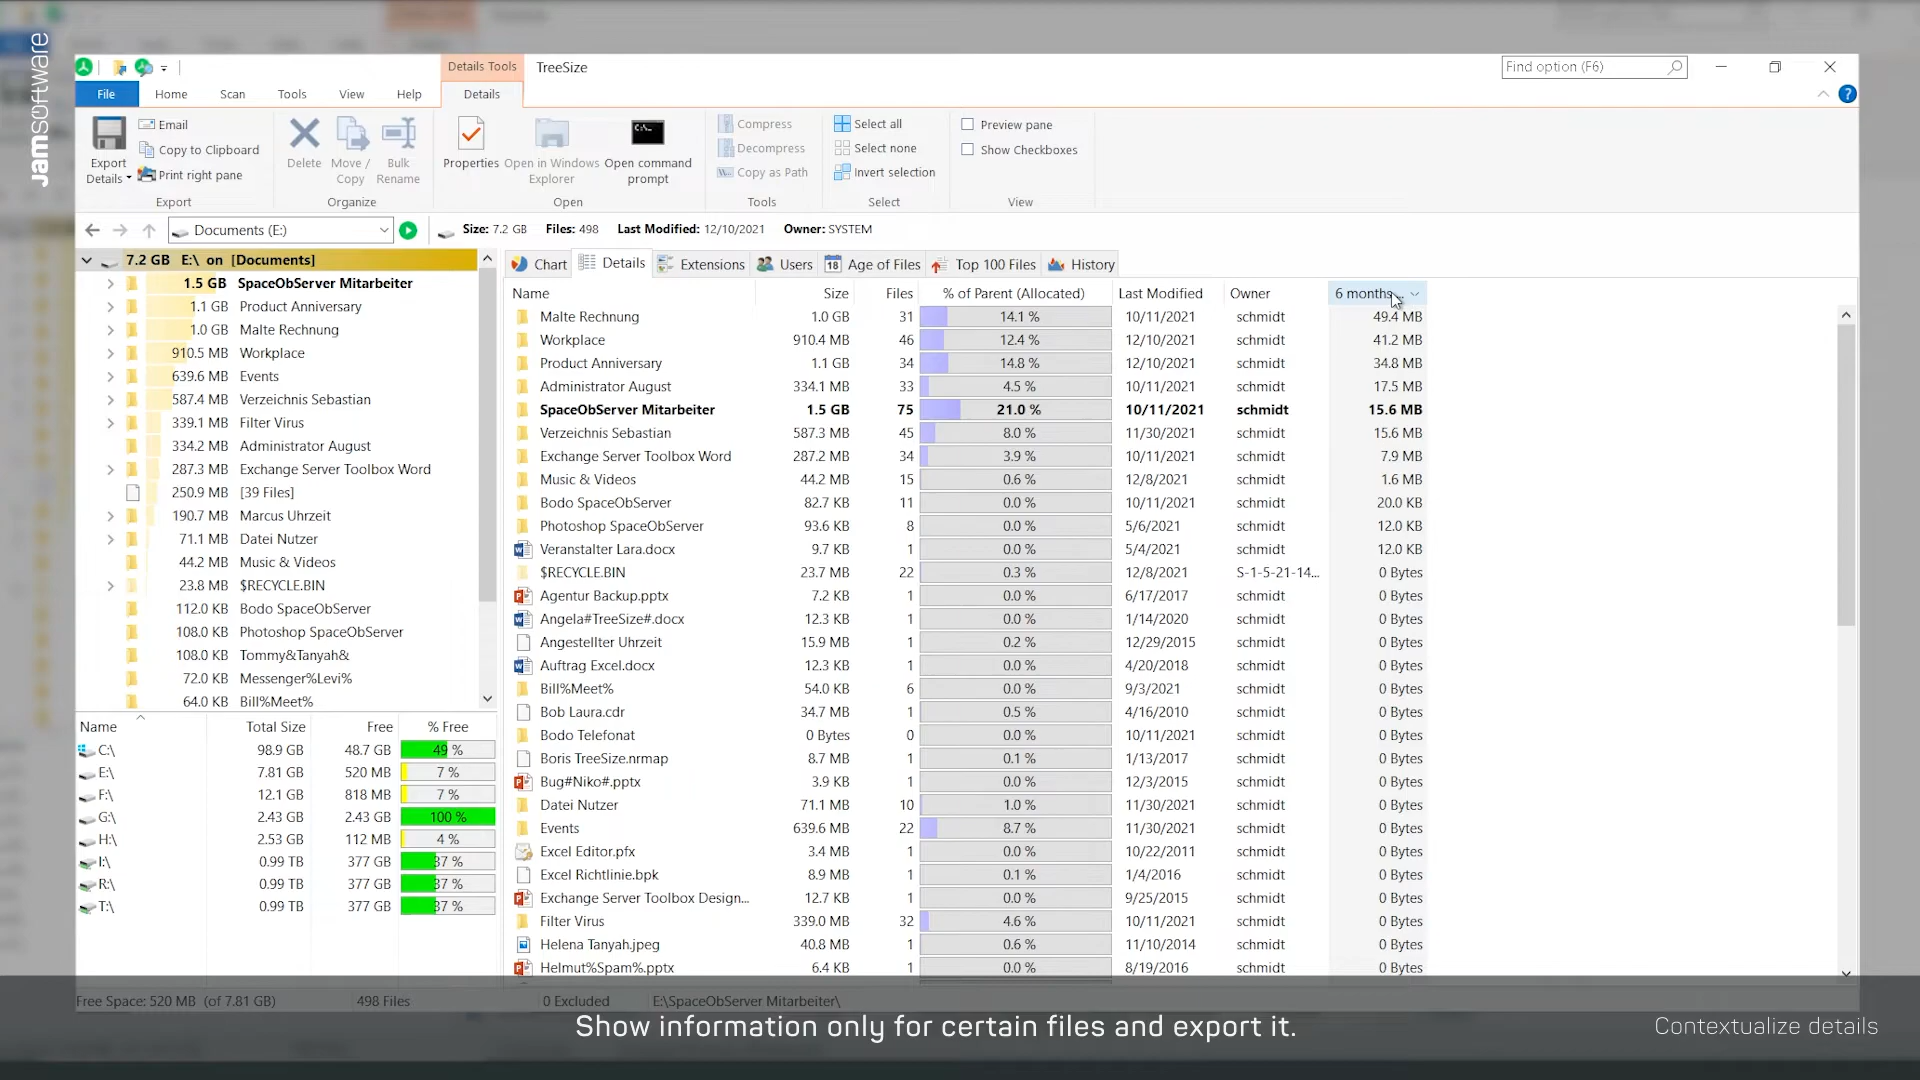 jamsoftware
Details Tools
TreeSize
Find option (F6)
File
Home
Scan
Tools
View
Help
Details
?
Export
Details
Email
Copy to Clipboard
Print right pane
Export
Delete
Move /
Copy
Bulk
Rename
Organize
Properties
Open in Windows
Explorer
C:\_
Open command
prompt
Open
Compress
Decompress
Copy as Path
Tools
Select all
Select none
Invert selection
Select
Preview pane
Show Checkboxes
View
Documents (E:)
Size: 7.2 GB Files: 498 Last Modified: 12/10/2021 Owner: SYSTEM
7.2 GB E:\ on [Documents]
1.5 GB SpaceObServer Mitarbeiter
1.1 GB Product Anniversary
1.0 GB Malte Rechnung
910.5 MB Workplace
639.6 MB Events
587.4 MB Verzeichnis Sebastian
339.1 MB Filter Virus
334.2 MB Administrator August
287.3 MB Exchange Server Toolbox Word
250.9 MB [39 Files]
190.7 MB Marcus Uhrzeit
71.1 MB Datei Nutzer
44.2 MB Music & Videos
23.8 MB $RECYCLE.BIN
112.0 KB Bodo SpaceObServer
108.0 KB Photoshop SpaceObServer
108.0 KB Tommy&Tanyah&
72.0 KB Messenger%Levi%
64.0 KB Bill%Meet%
Name Total Size Free % Free
C:\ 98.9 GB 48.7 GB 49 %
E:\ 7.81 GB 520 MB 7 %
F:\ 12.1 GB 818 MB 7 %
G:\ 2.43 GB 2.43 GB 100 %
H:\ 2.53 GB 112 MB 4 %
I:\ 0.99 TB 377 GB 37 %
R:\ 0.99 TB 377 GB 37 %
T:\ 0.99 TB 377 GB 37 %
Chart
Details
Extensions
Users
18 Age of Files
Top 100 Files
History
Name Size Files % of Parent (Allocated) Last Modified Owner 6 months...
Malte Rechnung 1.0 GB 31 14.1 % 10/11/2021 schmidt 49.4 MB
Workplace 910.4 MB 46 12.4 % 12/10/2021 schmidt 41.2 MB
Product Anniversary 1.1 GB 34 14.8 % 12/10/2021 schmidt 34.8 MB
Administrator August 334.1 MB 33 4.5 % 10/11/2021 schmidt 17.5 MB
SpaceObServer Mitarbeiter 1.5 GB 75 21.0 % 10/11/2021 schmidt 15.6 MB
Verzeichnis Sebastian 587.3 MB 45 8.0 % 11/30/2021 schmidt 15.6 MB
Exchange Server Toolbox Word 287.2 MB 34 3.9 % 10/11/2021 schmidt 7.9 MB
Music & Videos 44.2 MB 15 0.6 % 12/8/2021 schmidt 1.6 MB
Bodo SpaceObServer 82.7 KB 11 0.0 % 10/11/2021 schmidt 20.0 KB
Photoshop SpaceObServer 93.6 KB 8 0.0 % 5/6/2021 schmidt 12.0 KB
Veranstalter Lara.docx 9.7 KB 1 0.0 % 5/4/2021 schmidt 12.0 KB
$RECYCLE.BIN 23.7 MB 22 0.3 % 12/8/2021 S-1-5-21-14... 0 Bytes
Agentur Backup.pptx 7.2 KB 1 0.0 % 6/17/2017 schmidt 0 Bytes
Angela#TreeSize#.docx 12.3 KB 1 0.0 % 1/14/2020 schmidt 0 Bytes
Angestellter Uhrzeit 15.9 MB 1 0.2 % 12/29/2015 schmidt 0 Bytes
Auftrag Excel.docx 12.3 KB 1 0.0 % 4/20/2018 schmidt 0 Bytes
Bill%Meet% 54.0 KB 6 0.0 % 9/3/2021 schmidt 0 Bytes
Bob Laura.cdr 34.7 MB 1 0.5 % 4/16/2010 schmidt 0 Bytes
Bodo Telefonat 0 Bytes 0 0.0 % 10/11/2021 schmidt 0 Bytes
Boris TreeSize.nrmap 8.7 MB 1 0.1 % 1/13/2017 schmidt 0 Bytes
Bug#Niko#.pptx 3.9 KB 1 0.0 % 12/3/2015 schmidt 0 Bytes
Datei Nutzer 71.1 MB 10 1.0 % 11/30/2021 schmidt 0 Bytes
Events 639.6 MB 22 8.7 % 11/30/2021 schmidt 0 Bytes
Excel Editor.pfx 3.4 MB 1 0.0 % 10/22/2011 schmidt 0 Bytes
Excel Richtlinie.bpk 8.9 MB 1 0.1 % 1/4/2016 schmidt 0 Bytes
Exchange Server Toolbox Design... 12.7 KB 1 0.0 % 9/25/2015 schmidt 0 Bytes
Filter Virus 339.0 MB 32 4.6 % 10/11/2021 schmidt 0 Bytes
Helena Tanyah.jpeg 40.8 MB 1 0.6 % 11/10/2014 schmidt 0 Bytes
Helmut%Spam%.pptx 6.4 KB 1 0.0 % 8/19/2016 schmidt 0 Bytes
Free Space: 520 MB (of 7.81 GB) 498 Files 0 Excluded E:\SpaceObServer Mitarbeiter\
Show information only for certain files and export it.
Contextualize details